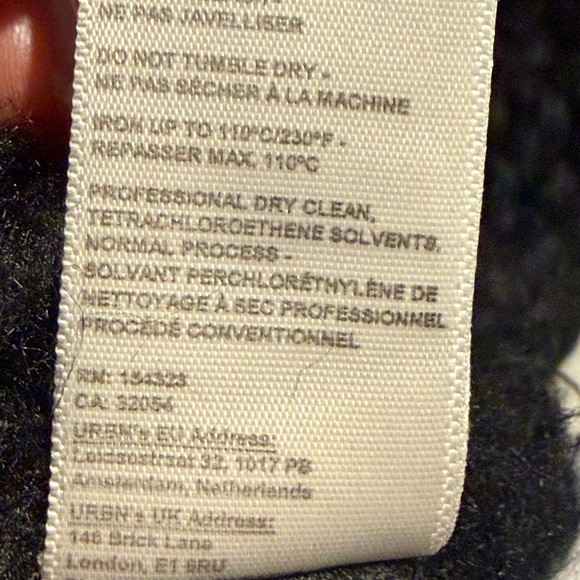 NE PAS JAVELLISER
DO NOT TUMBLE DRY -
NE PAS SÉCHER À LA MACHINE
IRON UP TO 110°C/230°F -
REPASSER MAX. 110°C
PROFESSIONAL DRY CLEAN,
TETRACHLOROETHENE SOLVENTS,
NORMAL PROCESS -
SOLVANT PERCHLORÉTHYLÈNE DE
NETTOYAGE À SEC PROFESSIONNEL
PROCÉDÉ CONVENTIONNEL
RN: 154323
CA: 32054
URBN's EU Address:
32, 1017 PS
Amsterdam, Netherlands
URBN's UK Address:
146 Brick Lane
London, E1 6RU